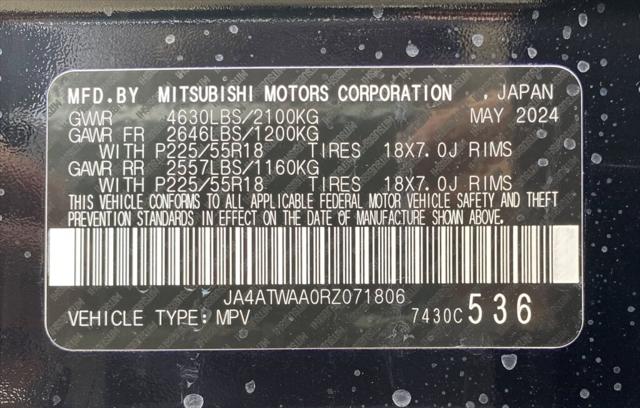 MFD.BY MITSUBISHI MOTORS CORPORATION , JAPAN
GVWR 4630LBS/2100KG MAY 2024
GAWR FR 2646LBS/1200KG
WITH P225/55R18 TIRES 18X7.0J RIMS
GAWR RR 2557LBS/1160KG
WITH P225/55R18 TIRES 18X7.0J RIMS
THIS VEHICLE CONFORMS TO ALL APPLICABLE FEDERAL MOTOR VEHICLE SAFETY AND THEFT
PREVENTION STANDARDS IN EFFECT ON THE DATE OF MANUFACTURE SHOWN ABOVE.
JA4ATWAA0RZ071806
VEHICLE TYPE: MPV 7430C 536